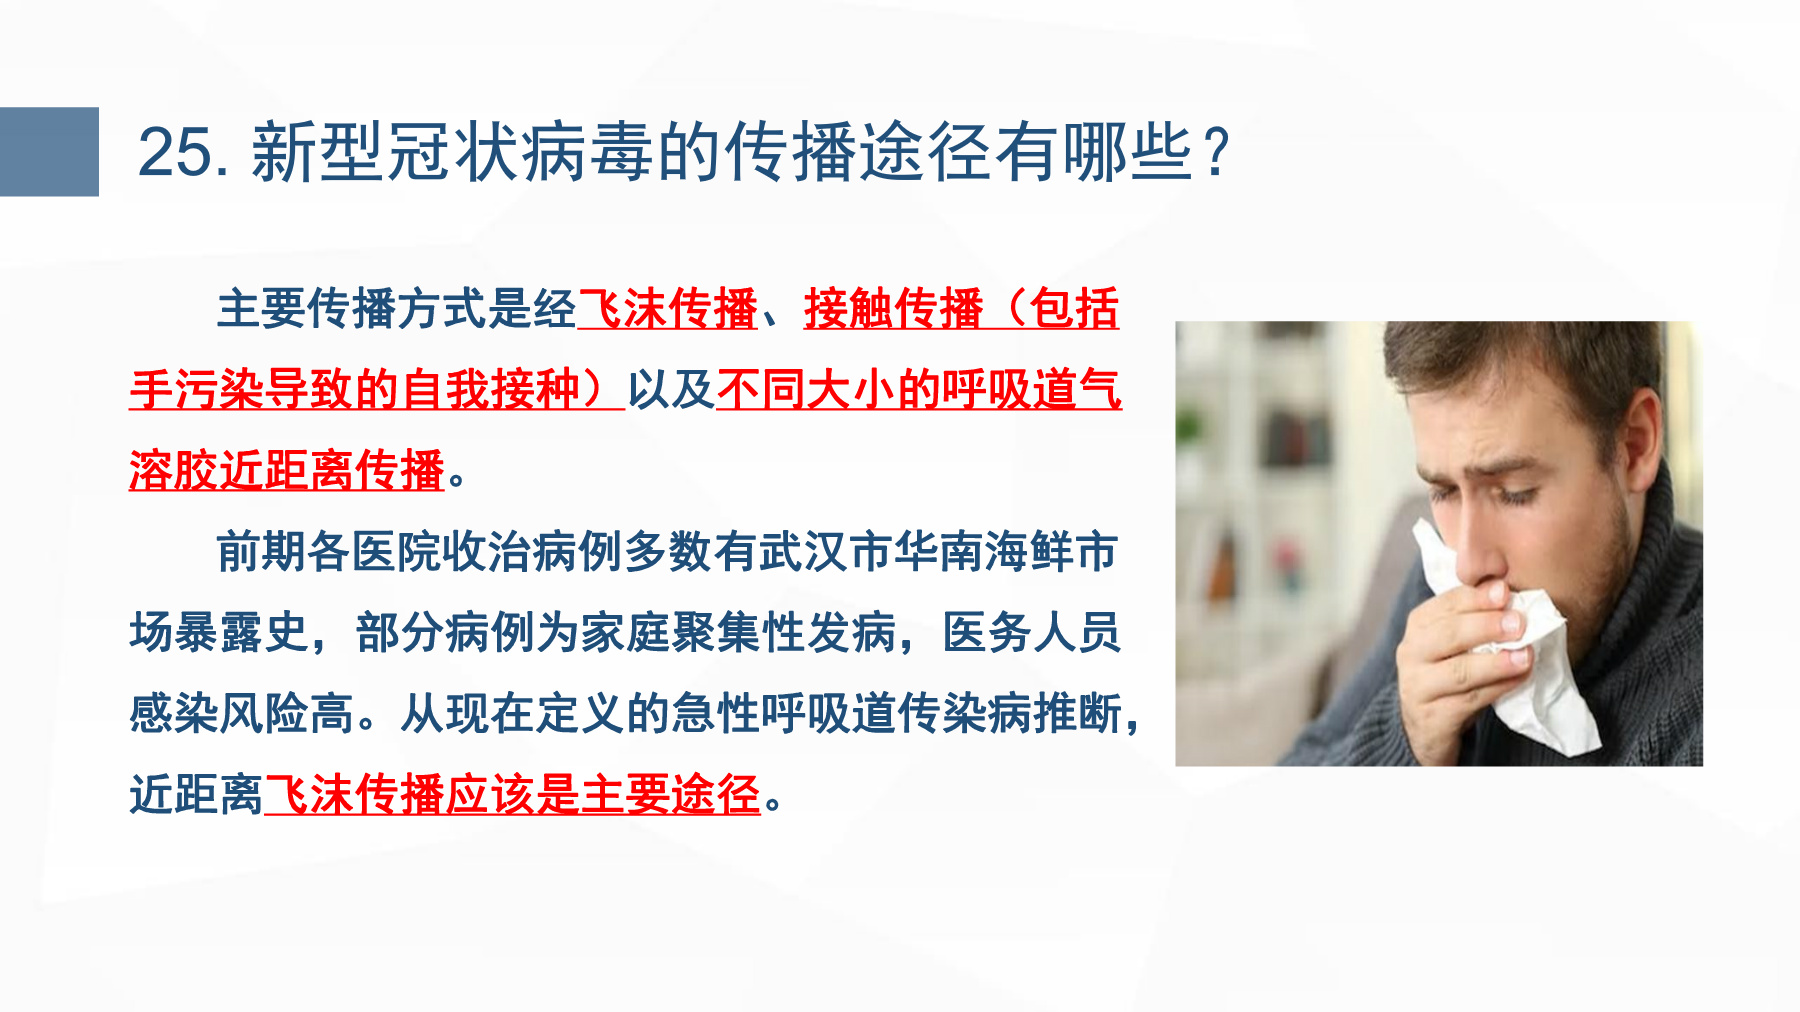 25. 新型冠状病毒的传播途径有哪些？
主要传播方式是经飞沫传播、接触传播（包括
手污染导致的自我接种）以及不同大小的呼吸道气
溶胶近距离传播。
前期各医院收治病例多数有武汉市华南海鲜市
场暴露史，部分病例为家庭聚集性发病，医务人员
感染风险高。从现在定义的急性呼吸道传染病推断，
近距离飞沫传播应该是主要途径。